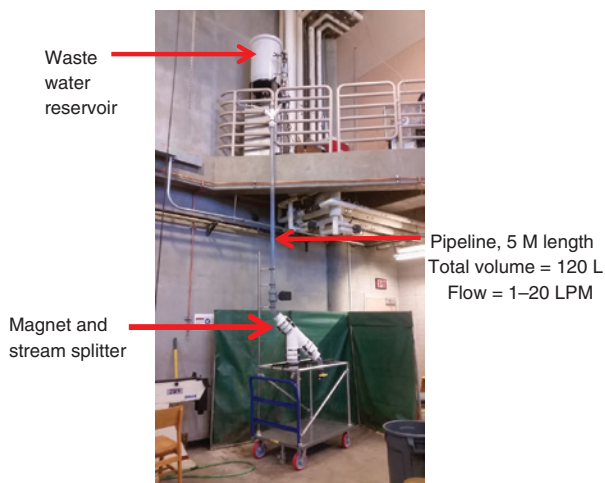 Waste
water
reservoir
Pipeline, 5 M length
Total volume = 120 L
Flow = 1–20 LPM
Magnet and
stream splitter